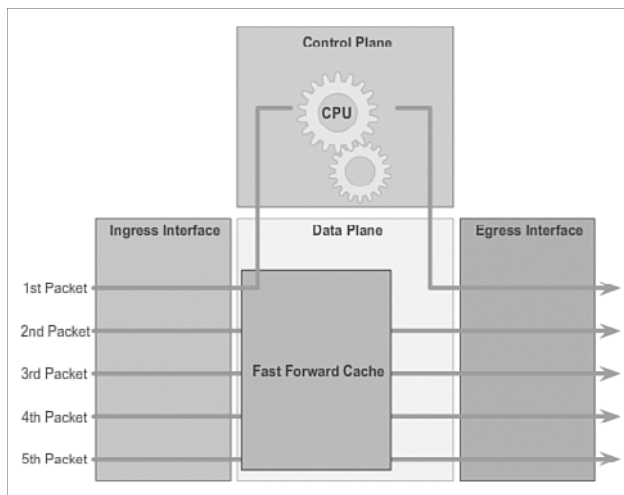 Control Plane
CPU
Ingress Interface
Data Plane
Egress Interface
1st Packet
2nd Packet
3rd Packet
Fast Forward Cache
4th Packet
5th Packet